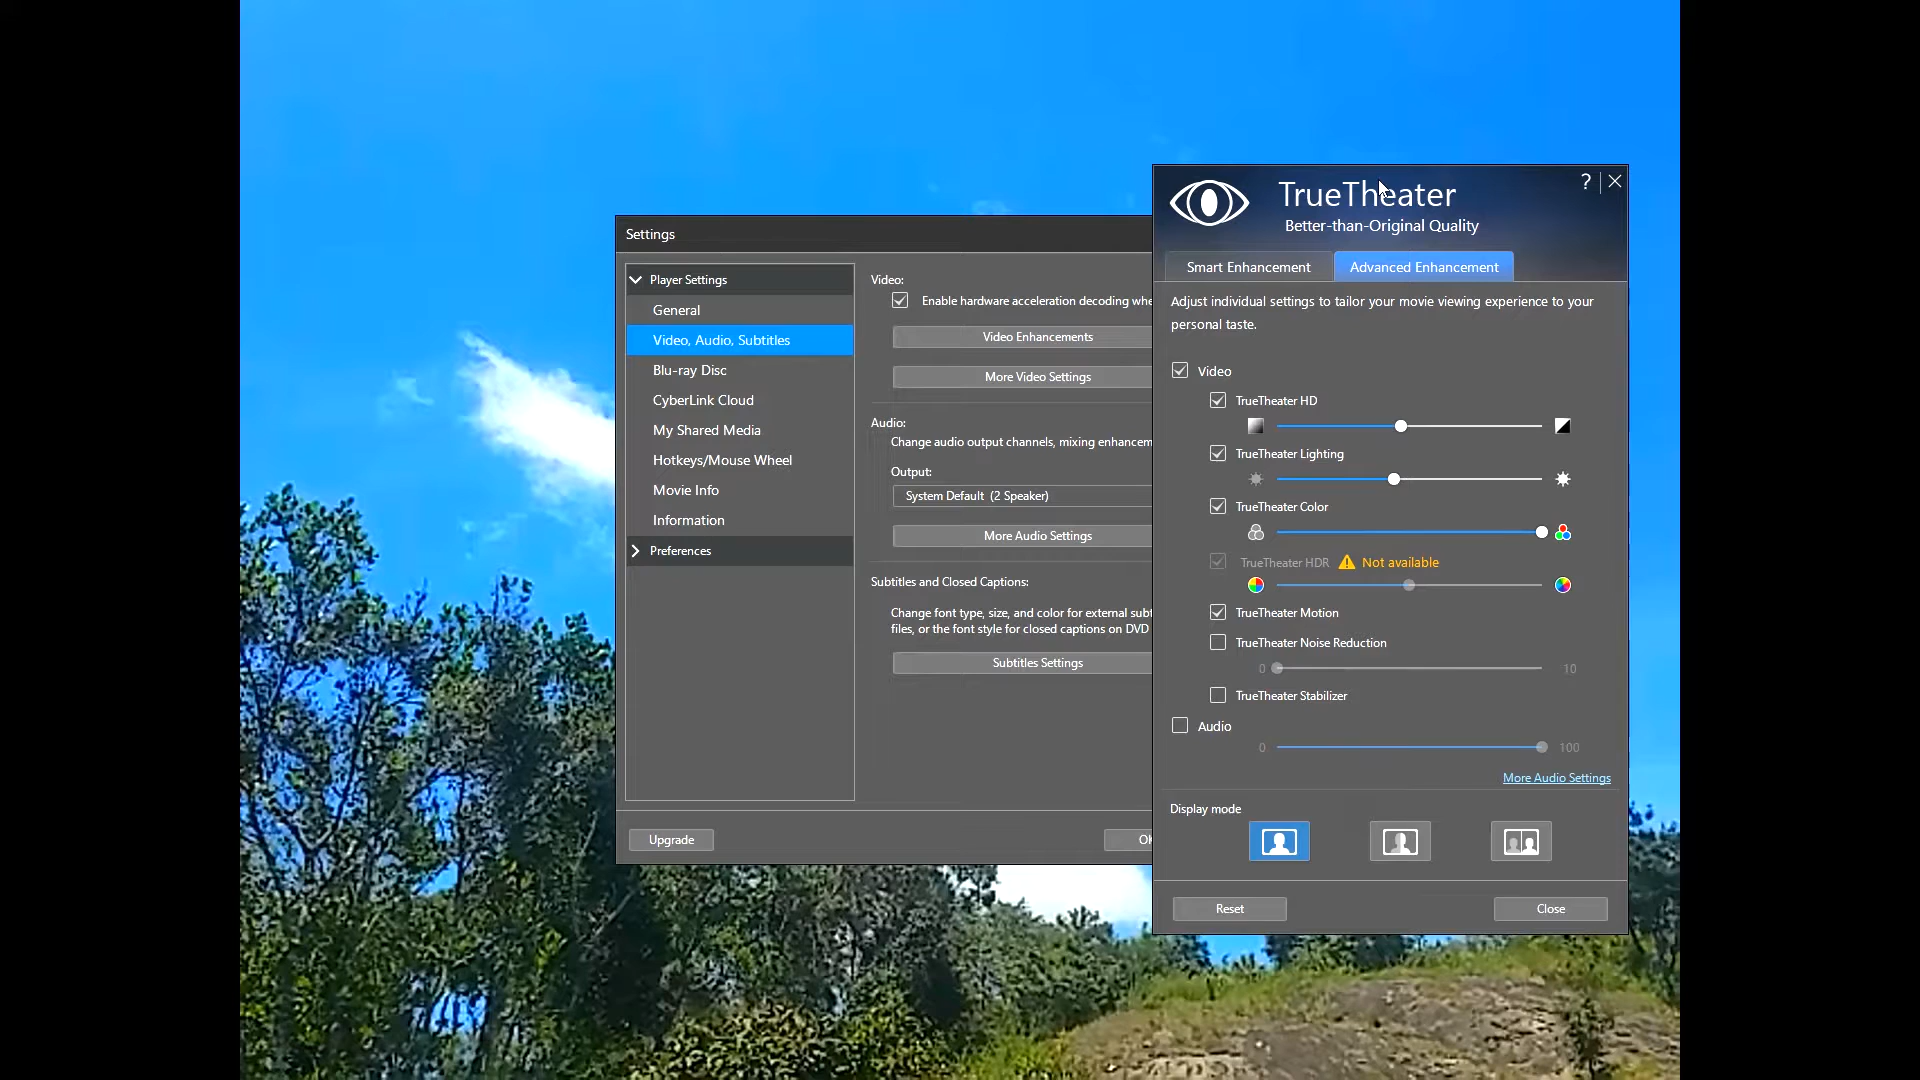 TrueTheater
Better-than-Original Quality
?
Settings
Smart Enhancement
Advanced Enhancement
Player Settings
General
Video, Audio, Subtitles
Blu-ray Disc
CyberLink Cloud
My Shared Media
Hotkeys/Mouse Wheel
Movie Info
Information
Preferences
Video:
Enable hardware acceleration decoding whe
Video Enhancements
More Video Settings
Audio:
Change audio output channels, mixing enhancem
Output:
System Default (2 Speaker)
More Audio Settings
Subtitles and Closed Captions:
Change font type, size, and color for external subt
files, or the font style for closed captions on DVD
Subtitles Settings
Upgrade
OK
Adjust individual settings to tailor your movie viewing experience to your
personal taste.
Video
TrueTheater HD
TrueTheater Lighting
TrueTheater Color
TrueTheater HDR Not available
TrueTheater Motion
TrueTheater Noise Reduction
0 10
TrueTheater Stabilizer
Audio
0 100
More Audio Settings
Display mode
Reset
Close